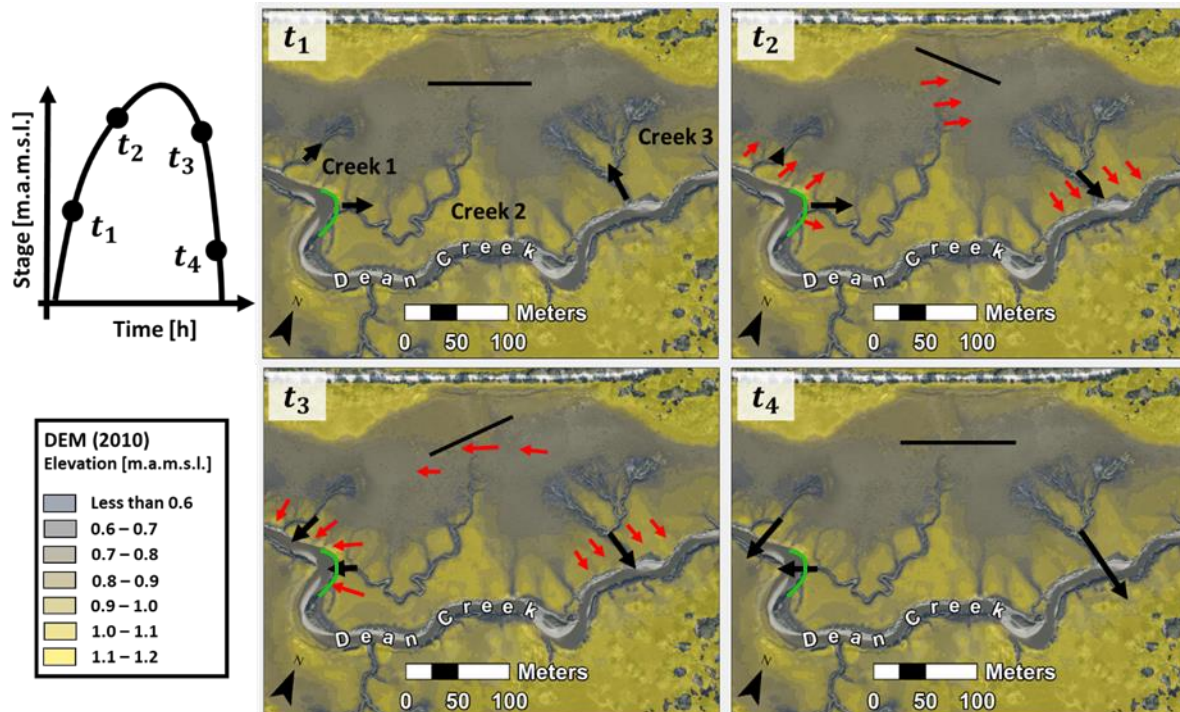 Stage [m.a.m.s.l.]
t₁
t₂
t₃
t₄
Time [h]
DEM (2010)
Elevation [m.a.m.s.l.]
Less than 0.6
0.6 – 0.7
0.7 – 0.8
0.8 – 0.9
0.9 – 1.0
1.0 – 1.1
1.1 – 1.2
t₁
Creek 1
Creek 2
Creek 3
Dean Creek
N
Meters
0 50 100
t₂
Dean Creek
N
Meters
0 50 100
t₃
Dean Creek
N
Meters
0 50 100
t₄
Dean Creek
N
Meters
0 50 100